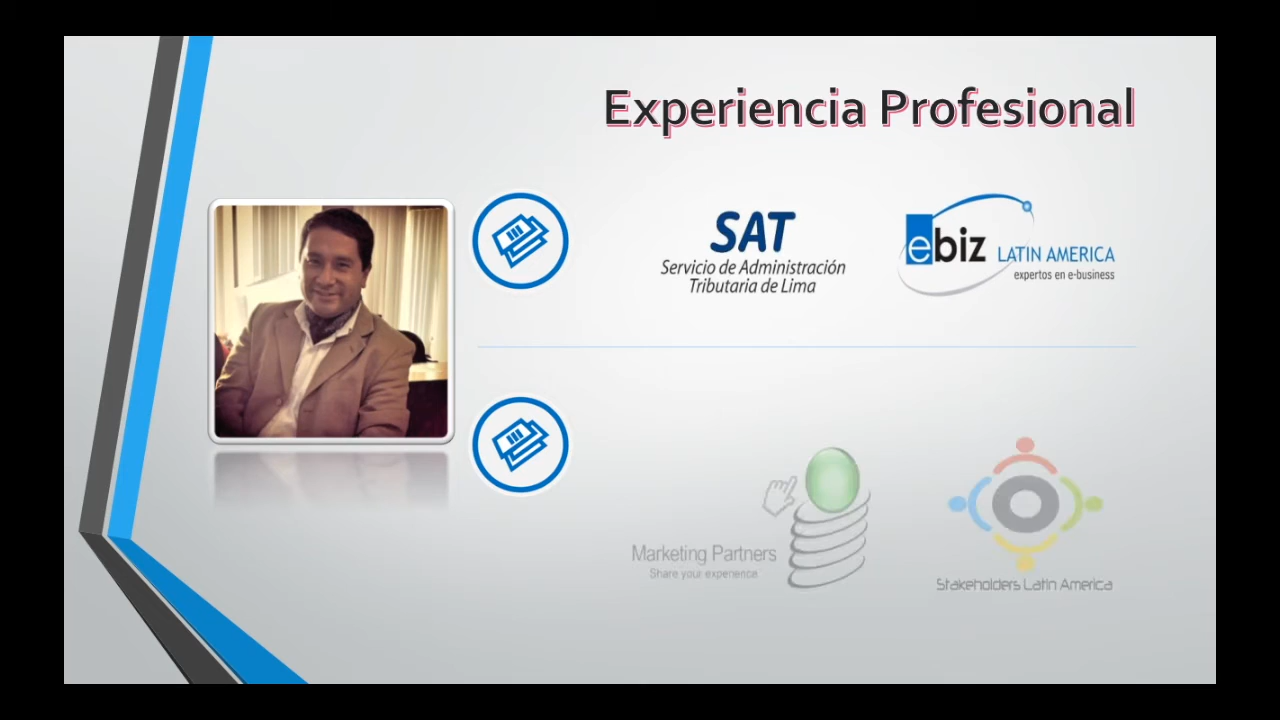 Experiencia Profesional
SAT
Servicio de Administración
Tributaria de Lima
ebiz LATIN AMERICA
expertos en e-business
Marketing Partners
Share your experience
Stakeholders Latin America